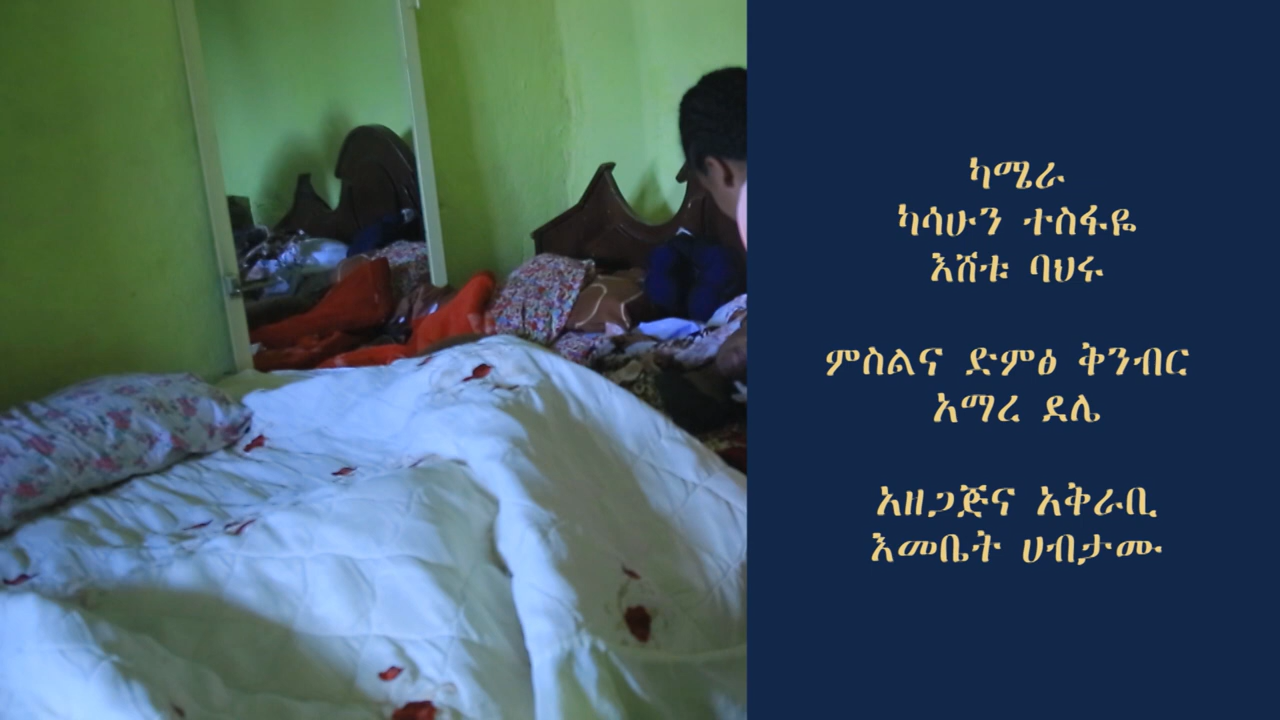 ካሜራ
ካሳሁን ተስፋዬ
እሸቱ ባህሩ
ምስልና ድምፅ ቅንብር
አማረ ደሌ
አዘጋጅና አቅራቢ
እመቤት ሀብታሙ